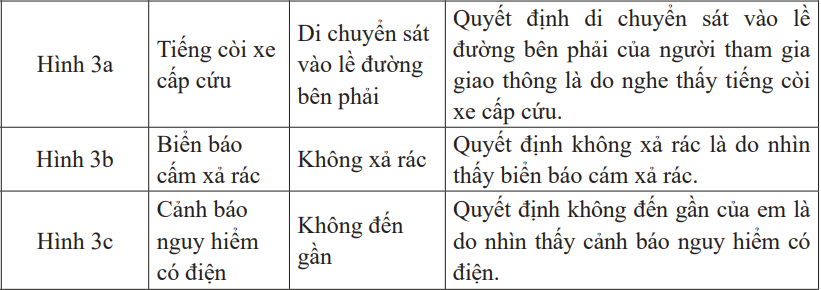 Hình 3a
Tiếng còi xe
cấp cứu
Di chuyển sát
vào lề đường
bên phải
Quyết định di chuyển sát vào lề
đường bên phải của người tham gia
giao thông là do nghe thấy tiếng còi
xe cấp cứu.
Hình 3b
Biển báo
cấm xả rác
Không xả rác
Quyết định không xả rác là do nhìn
thấy biển báo cám xả rác.
Hình 3c
Cảnh báo
nguy hiểm
có điện
Không đến
gần
Quyết định không đến gần của em là
do nhìn thấy cảnh báo nguy hiểm có
điện.